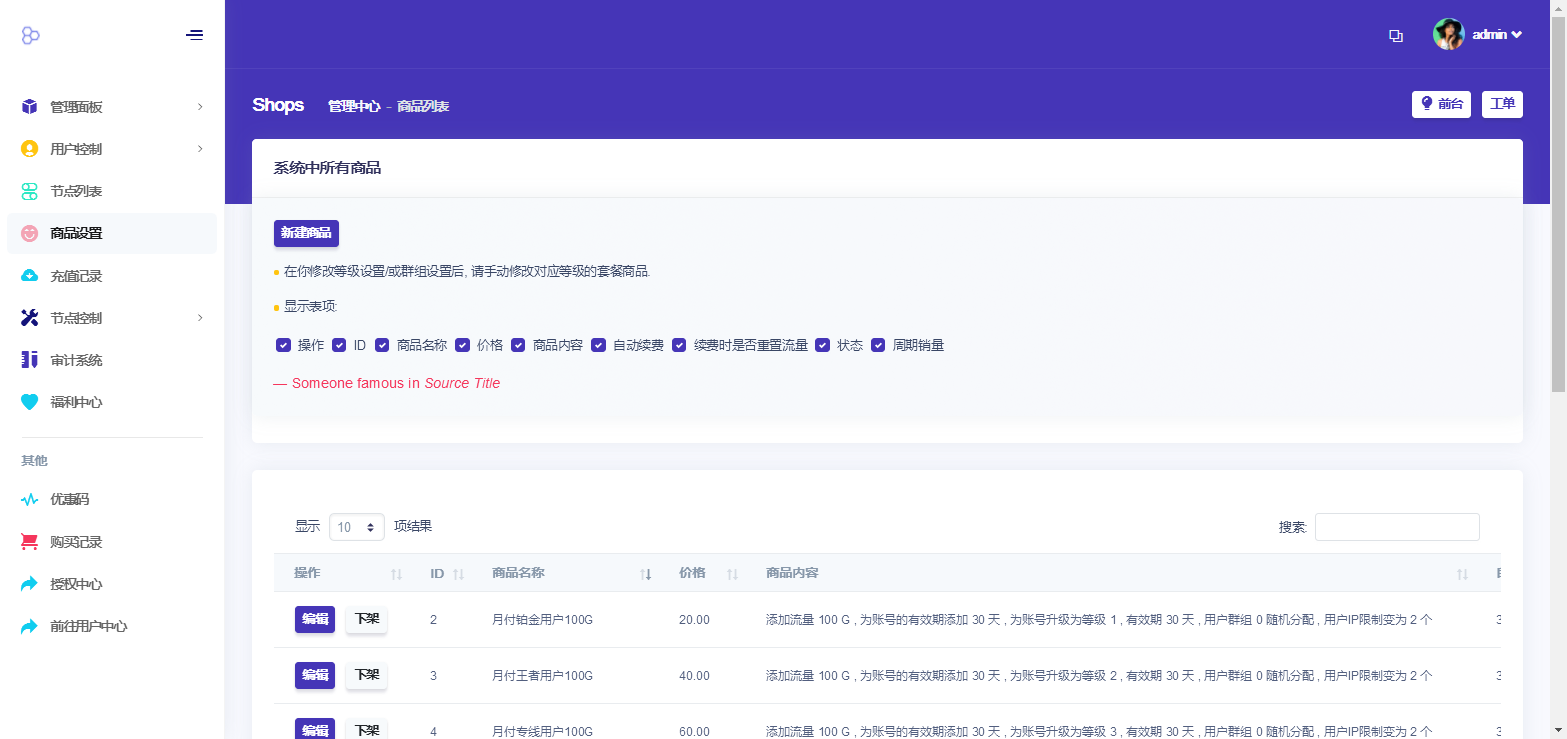 admin
Shops 管理中心 - 商品列表
前台 工单
管理面板
用户控制
节点列表
商品设置
充值记录
节点控制
审计系统
福利中心
其他
优惠码
购买记录
授权中心
前往用户中心
系统中所有商品
新建商品
在你修改等级设置/或群组设置后, 请手动修改对应等级的套餐商品.
显示表项:
操作 ID 商品名称 价格 商品内容 自动续费 续费时是否重置流量 状态 周期销量
— Someone famous in Source Title
显示 10 项结果
搜索:
操作 ID 商品名称 价格 商品内容
编辑 下架 2 月付铂金用户100G 20.00 添加流量 100 G , 为账号的有效期添加 30 天 , 为账号升级为等级 1 , 有效期 30 天 , 用户群组 0 随机分配 , 用户IP限制变为 2 个
编辑 下架 3 月付王者用户100G 40.00 添加流量 100 G , 为账号的有效期添加 30 天 , 为账号升级为等级 2 , 有效期 30 天 , 用户群组 0 随机分配 , 用户IP限制变为 2 个
编辑 下架 4 月付专线用户100G 60.00 添加流量 100 G , 为账号的有效期添加 30 天 , 为账号升级为等级 3 , 有效期 30 天 , 用户群组 0 随机分配 , 用户IP限制变为 2 个